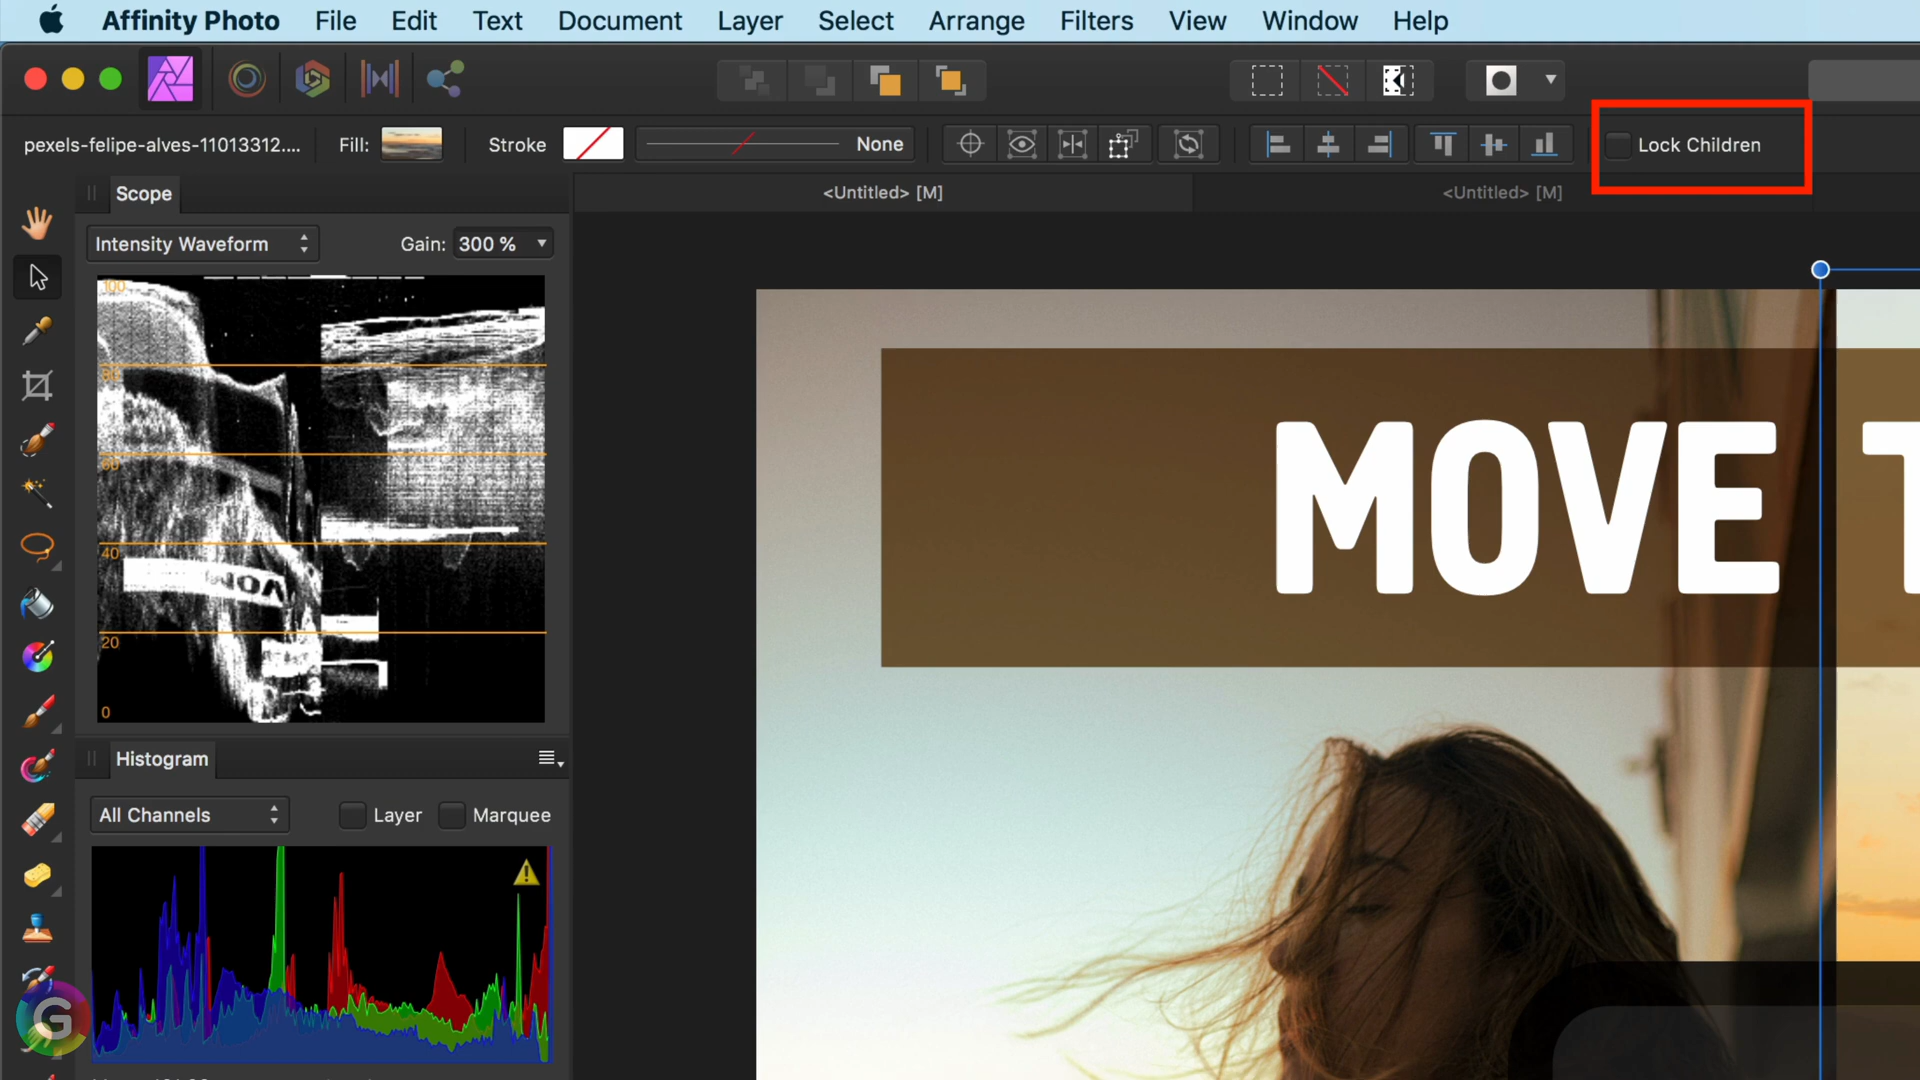 Affinity Photo File Edit Text Document Layer Select Arrange Filters View Window Help
pexels-felipe-alves-11013312.... Fill: Stroke None Lock Children
Scope <Untitled> [M] <Untitled> [M]
Intensity Waveform Gain: 300 %
100
80
60
40
20
0
MOVE T
Histogram
All Channels Layer Marquee
G